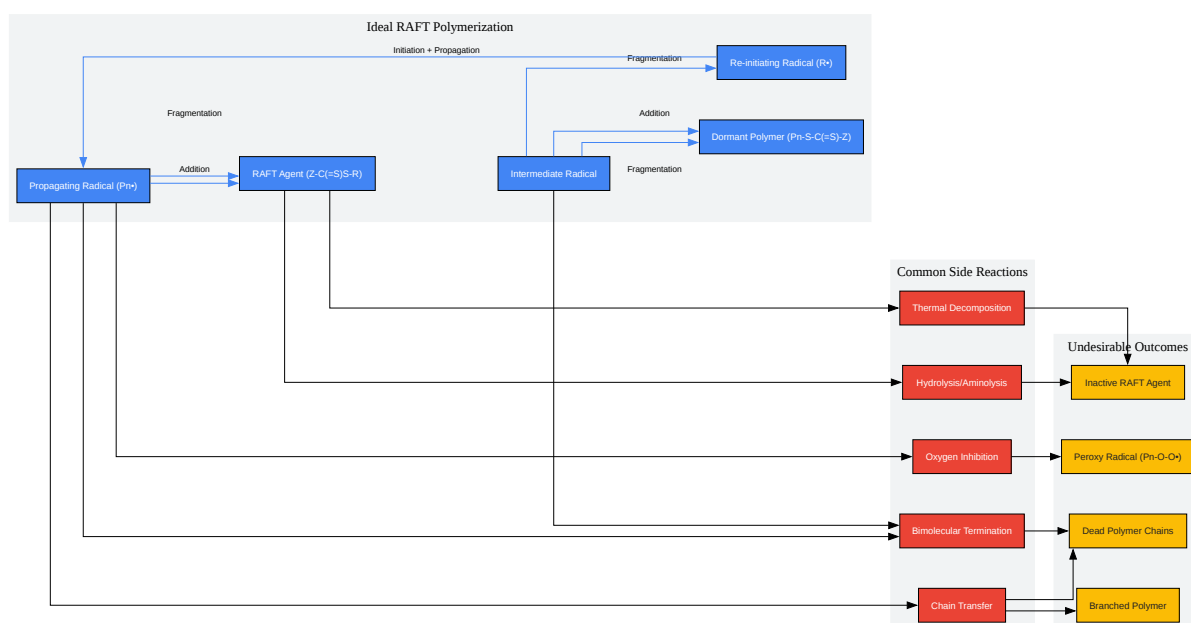 Ideal RAFT Polymerization
Initiation + Propagation
Fragmentation
Re-initiating Radical (R•)
Fragmentation
Addition
Dormant Polymer (Pn-S-C(=S)-Z)
Addition
RAFT Agent (Z-C(=S)S-R)
Intermediate Radical
Fragmentation
Propagating Radical (Pn•)
Common Side Reactions
Thermal Decomposition
Undesirable Outcomes
Hydrolysis/Aminolysis
Inactive RAFT Agent
Oxygen Inhibition
Peroxy Radical (Pn-O-O•)
Bimolecular Termination
Dead Polymer Chains
Chain Transfer
Branched Polymer